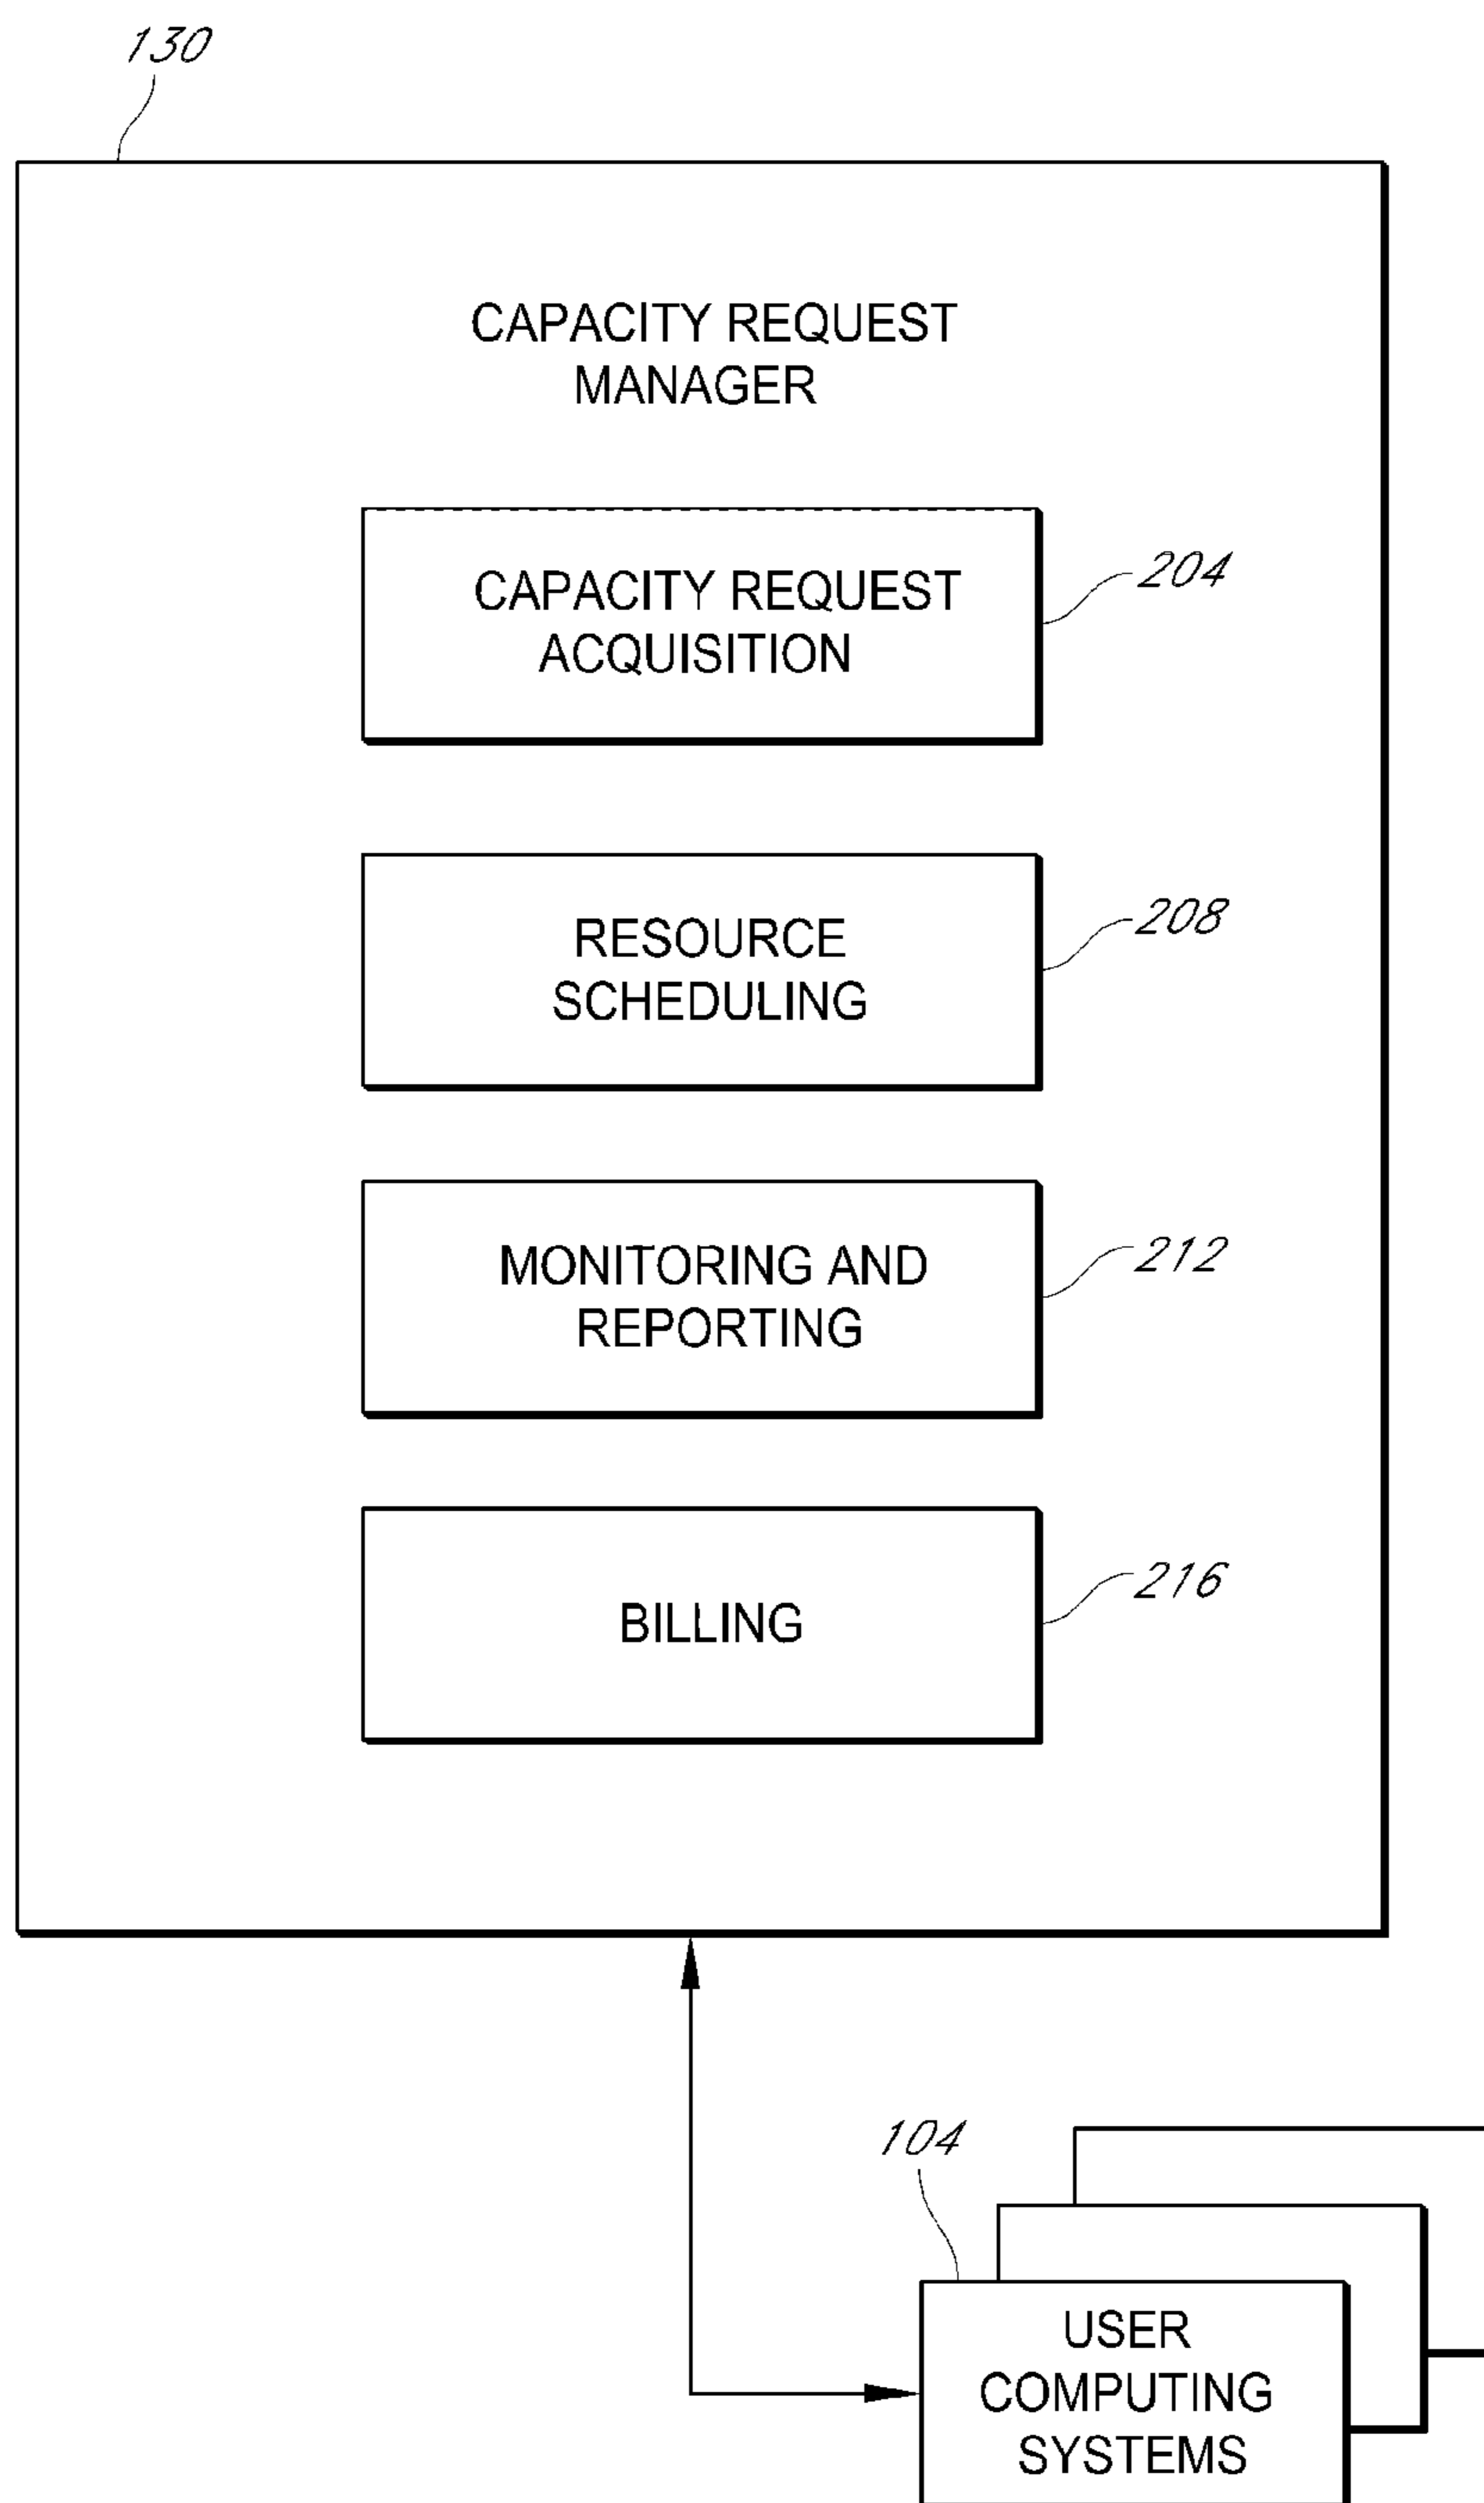 130
CAPACITY REQUEST
MANAGER
CAPACITY REQUEST
ACQUISITION
204
RESOURCE
SCHEDULING
208
MONITORING AND
REPORTING
212
BILLING
216
104
USER
COMPUTING
SYSTEMS